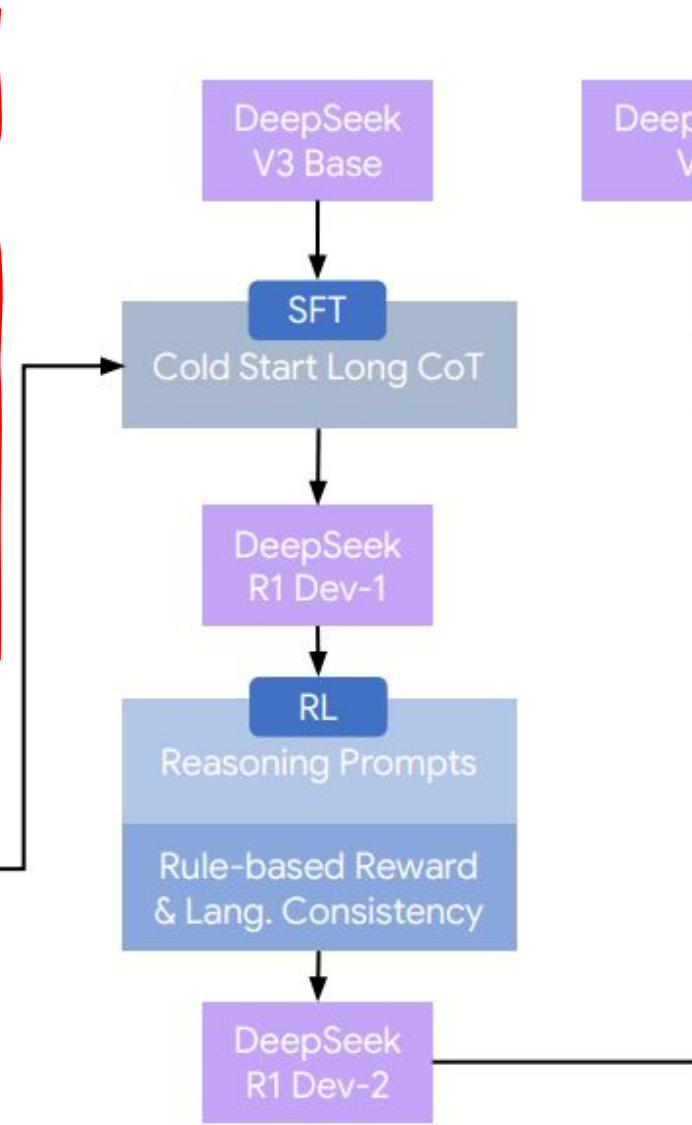 DeepSeek
V3 Base
SFT
Cold Start Long CoT
DeepSeek
R1 Dev-1
RL
Reasoning Prompts
Rule-based Reward
& Lang. Consistency
DeepSeek
R1 Dev-2
Deep
V